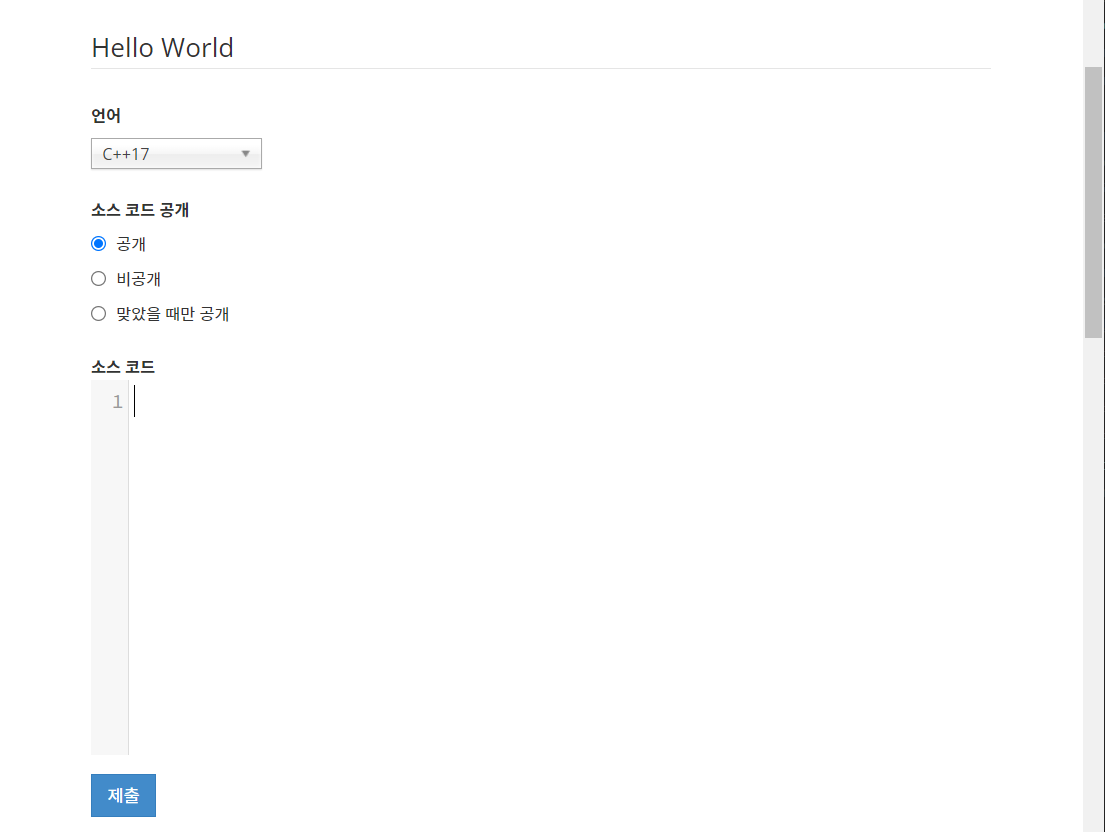 Hello World
언어
C++17
소스 코드 공개
공개
비공개
맞았을 때만 공개
소스 코드
1
제출